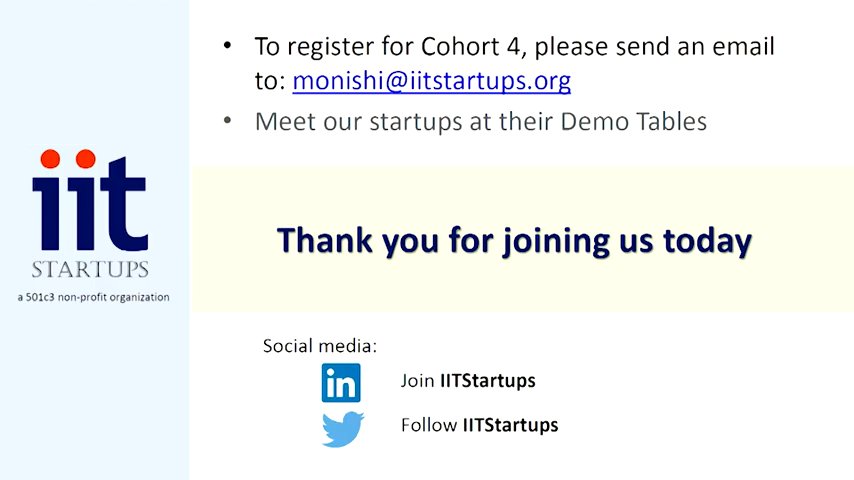 • To register for Cohort 4, please send an email
to: monishi@iitstartups.org
• Meet our startups at their Demo Tables
iit
STARTUPS
a 501c3 non-profit organization
Thank you for joining us today
Social media:
in
Join IITStartups
Follow IITStartups